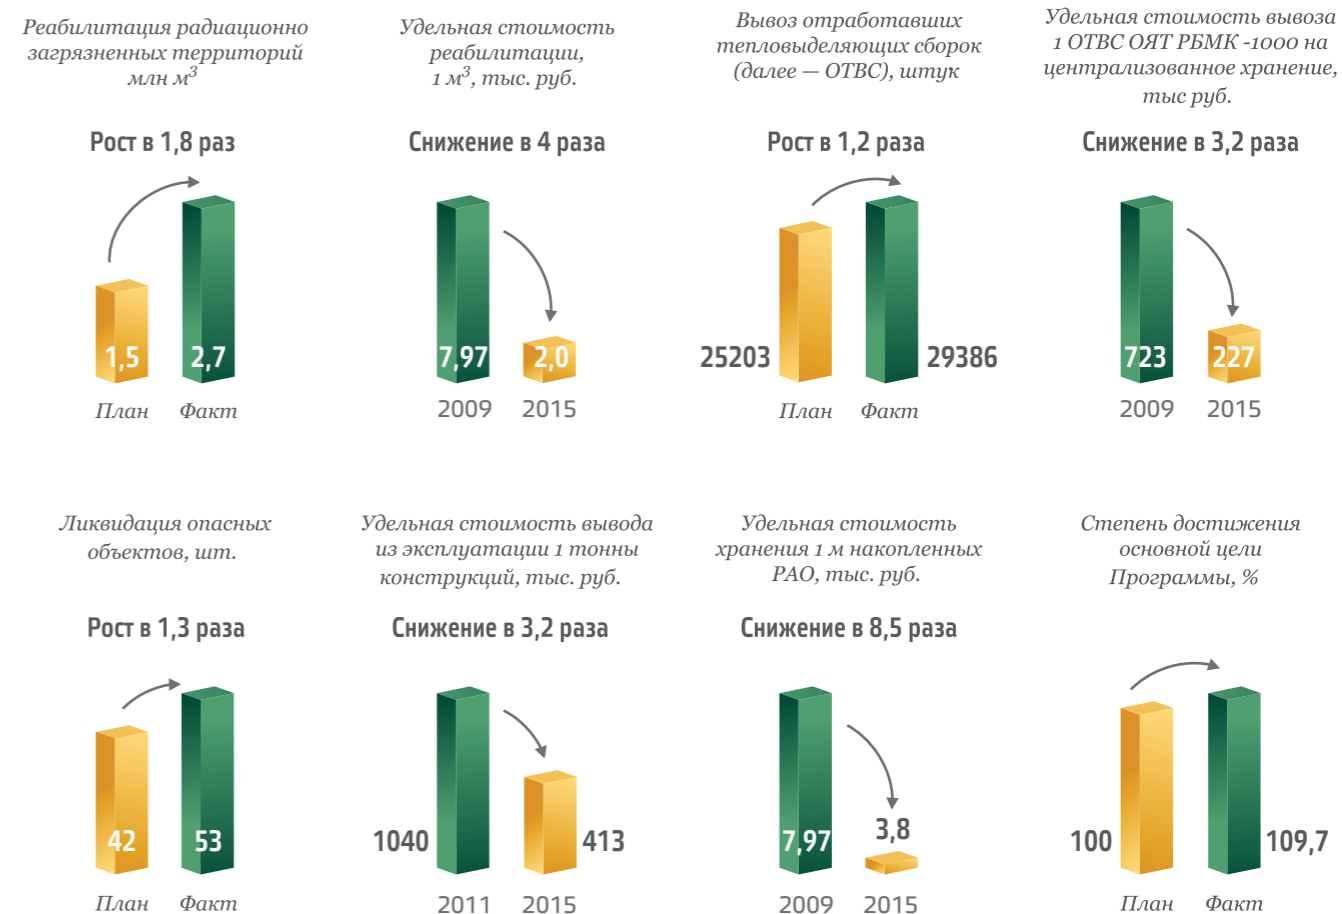 Реабилитация радиационно
загрязненных территорий
млн м³
Рост в 1,8 раз
1,5
2,7
План
Факт
Удельная стоимость
реабилитации,
1 м³, тыс. руб.
Снижение в 4 раза
7,97
2,0
2009
2015
Вывоз отработавших
тепловыделяющих сборок
(далее — ОТВС), штук
Рост в 1,2 раза
25203
29386
План
Факт
Удельная стоимость вывоза
1 ОТВС ОЯТ РБМК -1000 на
централизованное хранение,
тыс руб.
Снижение в 3,2 раза
723
227
2009
2015
Ликвидация опасных
объектов, шт.
Рост в 1,3 раза
42
53
План
Факт
Удельная стоимость вывода
из эксплуатации 1 тонны
конструкций, тыс. руб.
Снижение в 3,2 раза
1040
413
2011
2015
Удельная стоимость
хранения 1 м накопленных
РАО, тыс. руб.
Снижение в 8,5 раза
7,97
3,8
2009
2015
Степень достижения
основной цели
Программы, %
100
109,7
План
Факт